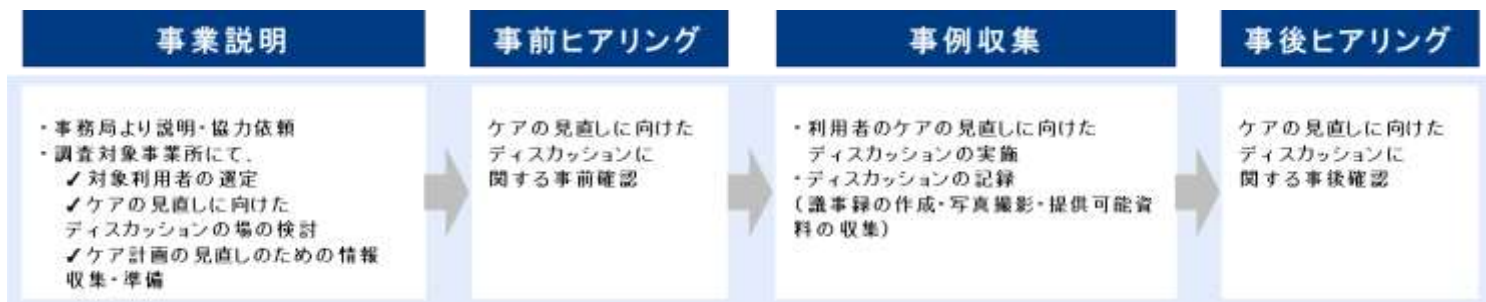 事業説明
・事務局より説明・協力依頼
・調査対象事業所にて、
✓対象利用者の選定
✓ケアの見直しに向けた
ディスカッションの場の検討
✓ケア計画の見直しのための情報
収集・準備
事前ヒアリング
ケアの見直しに向けた
ディスカッションに
関する事前確認
事例収集
・利用者のケアの見直しに向けた
ディスカッションの実施
・ディスカッションの記録
(議事録の作成・写真撮影・提供可能資
料の収集)
事後ヒアリング
ケアの見直しに向けた
ディスカッションに
関する事後確認